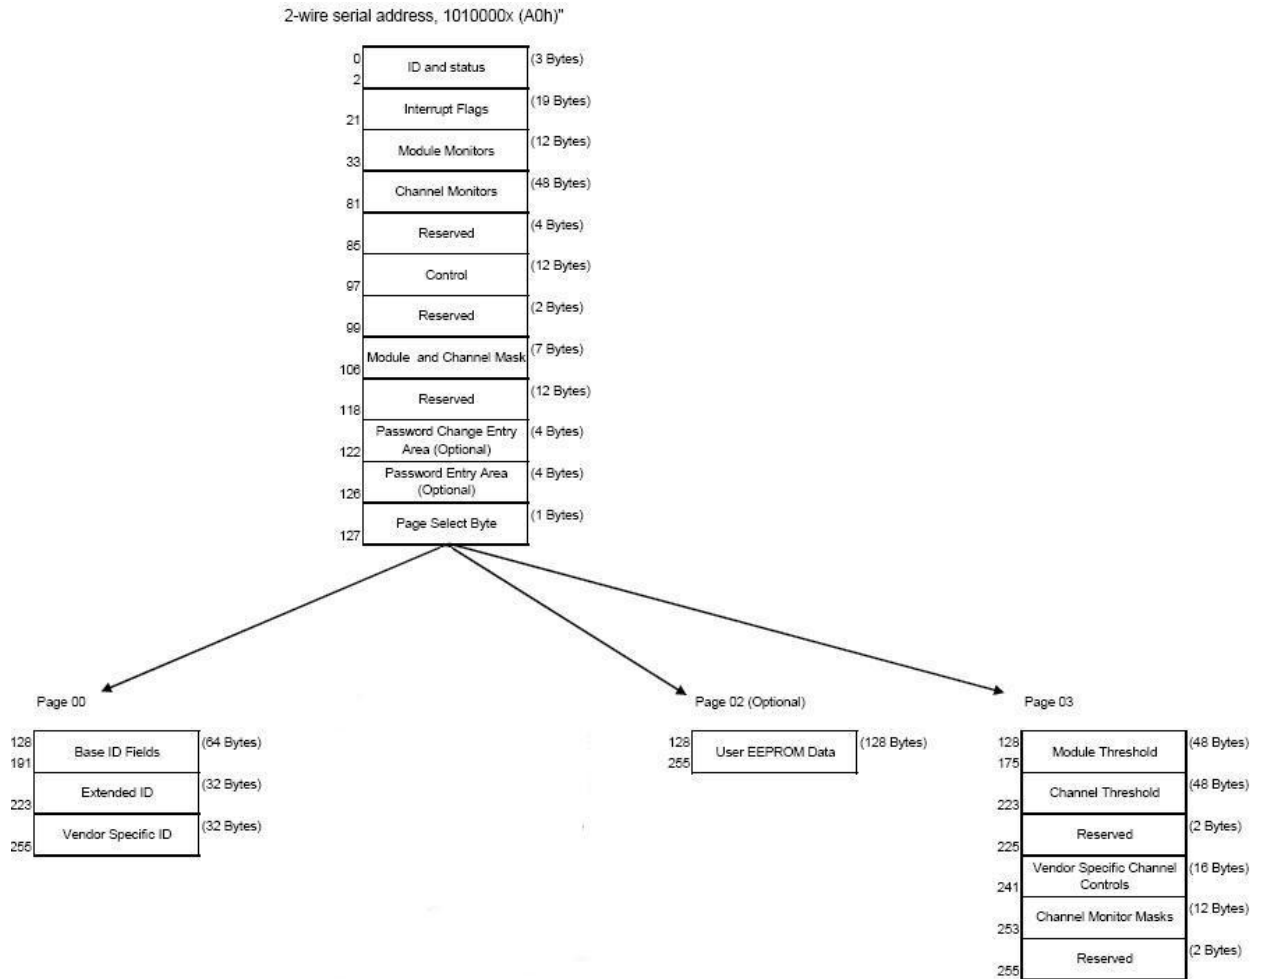 2-wire serial address, 1010000x (A0h)"
0
2
ID and status
(3 Bytes)
21
Interrupt Flags
(19 Bytes)
33
Module Monitors
(12 Bytes)
81
Channel Monitors
(48 Bytes)
85
Reserved
(4 Bytes)
97
Control
(12 Bytes)
99
Reserved
(2 Bytes)
106
Module and Channel Mask
(7 Bytes)
118
Reserved
(12 Bytes)
122
Password Change Entry
Area (Optional)
(4 Bytes)
126
Password Entry Area
(Optional)
(4 Bytes)
127
Page Select Byte
(1 Bytes)
Page 00
128
191
Base ID Fields
(64 Bytes)
223
Extended ID
(32 Bytes)
255
Vendor Specific ID
(32 Bytes)
Page 02 (Optional)
128
255
User EEPROM Data
(128 Bytes)
Page 03
128
175
Module Threshold
(48 Bytes)
223
Channel Threshold
(48 Bytes)
225
Reserved
(2 Bytes)
241
Vendor Specific Channel
Controls
(16 Bytes)
253
Channel Monitor Masks
(12 Bytes)
255
Reserved
(2 Bytes)